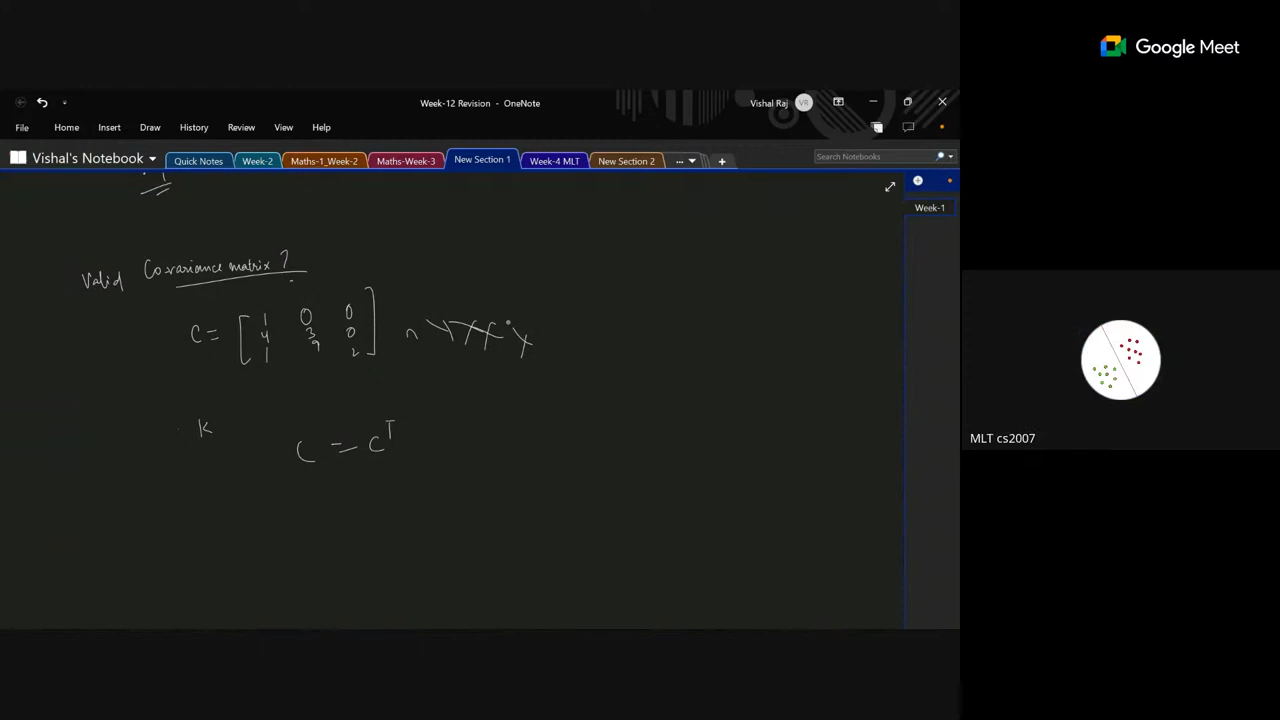 Google Meet
Week-12 Revision - OneNote
Vishal Raj VR
File Home Insert Draw History Review View Help
Vishal's Notebook Quick Notes Week-2 Maths-1_Week-2 Maths-Week-3 New Section 1 Week-4 MLT New Section 2 ... + Search Notebooks
Week-1
Valid Covariance matrix ?
C = [ 1 0 0
4 3 0
1 9 2 ]
K
C = C^T
MLT cs2007